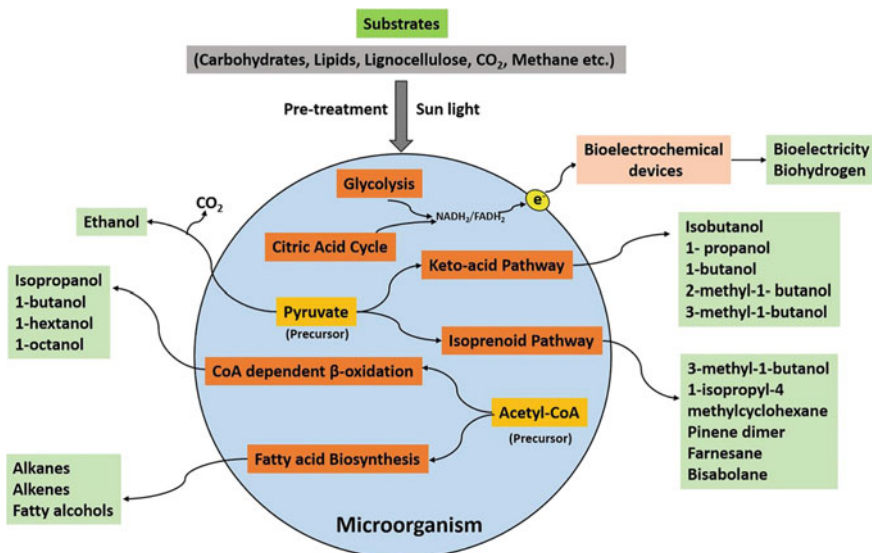 Substrates
(Carbohydrates, Lipids, Lignocellulose, CO₂, Methane etc.)
Pre-treatment
Sun light
Bioelectrochemical
devices
Bioelectricity
Biohydrogen
Glycolysis
NADH₂/FADH₂
e⁻
CO₂
Ethanol
Citric Acid Cycle
Keto-acid Pathway
Isobutanol
1- propanol
1-butanol
2-methyl-1- butanol
3-methyl-1-butanol
Isopropanol
1-butanol
1-hextanol
1-octanol
Pyruvate
(Precursor)
Isoprenoid Pathway
CoA dependent β-oxidation
3-methyl-1-butanol
1-isopropyl-4
methylcyclohexane
Pinene dimer
Farnesane
Bisabolane
Acetyl-CoA
(Precursor)
Fatty acid Biosynthesis
Alkanes
Alkenes
Fatty alcohols
Microorganism